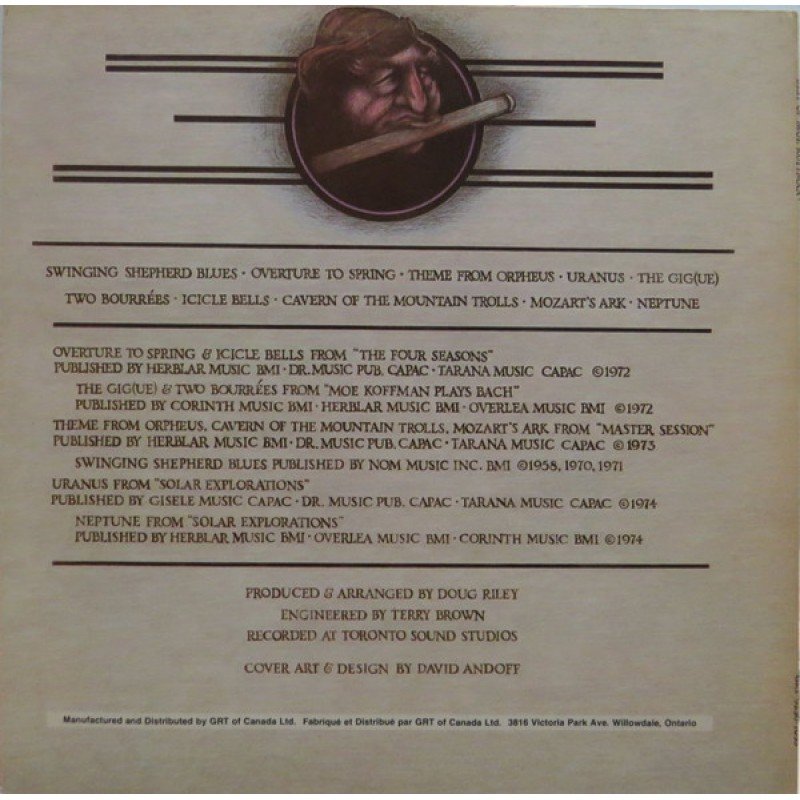 SWINGING SHEPHERD BLUES · OVERTURE TO SPRING · THEME FROM ORPHEUS · URANUS · THE GIG(UE)
TWO BOURRÉES · ICICLE BELLS · CAVERN OF THE MOUNTAIN TROLLS · MOZART'S ARK · NEPTUNE
OVERTURE TO SPRING & ICICLE BELLS FROM "THE FOUR SEASONS"
PUBLISHED BY HERBLAR MUSIC BMI · DR. MUSIC PUB. CAPAC · TARANA MUSIC CAPAC ©1972
THE GIG(UE) & TWO BOURRÉES FROM "MOE KOFFMAN PLAYS BACH"
PUBLISHED BY CORINTH MUSIC BMI · HERBLAR MUSIC BMI · OVERLEA MUSIC BMI ©1972
THEME FROM ORPHEUS, CAVERN OF THE MOUNTAIN TROLLS, MOZART'S ARK FROM "MASTER SESSION"
PUBLISHED BY HERBLAR MUSIC BMI · DR. MUSIC PUB. CAPAC · TARANA MUSIC CAPAC ©1973
SWINGING SHEPHERD BLUES PUBLISHED BY NOM MUSIC INC. BMI ©1958, 1970, 1971
URANUS FROM "SOLAR EXPLORATIONS"
PUBLISHED BY GISELE MUSIC CAPAC · DR. MUSIC PUB. CAPAC · TARANA MUSIC CAPAC ©1974
NEPTUNE FROM "SOLAR EXPLORATIONS"
PUBLISHED BY HERBLAR MUSIC BMI · OVERLEA MUSIC BMI · CORINTH MUSIC BMI ©1974
PRODUCED & ARRANGED BY DOUG RILEY
ENGINEERED BY TERRY BROWN
RECORDED AT TORONTO SOUND STUDIOS
COVER ART & DESIGN BY DAVID ANDOFF
Manufactured and Distributed by GRT of Canada Ltd. Fabriqué et Distribué par GRT of Canada Ltd. 3816 Victoria Park Ave. Willowdale, Ontario